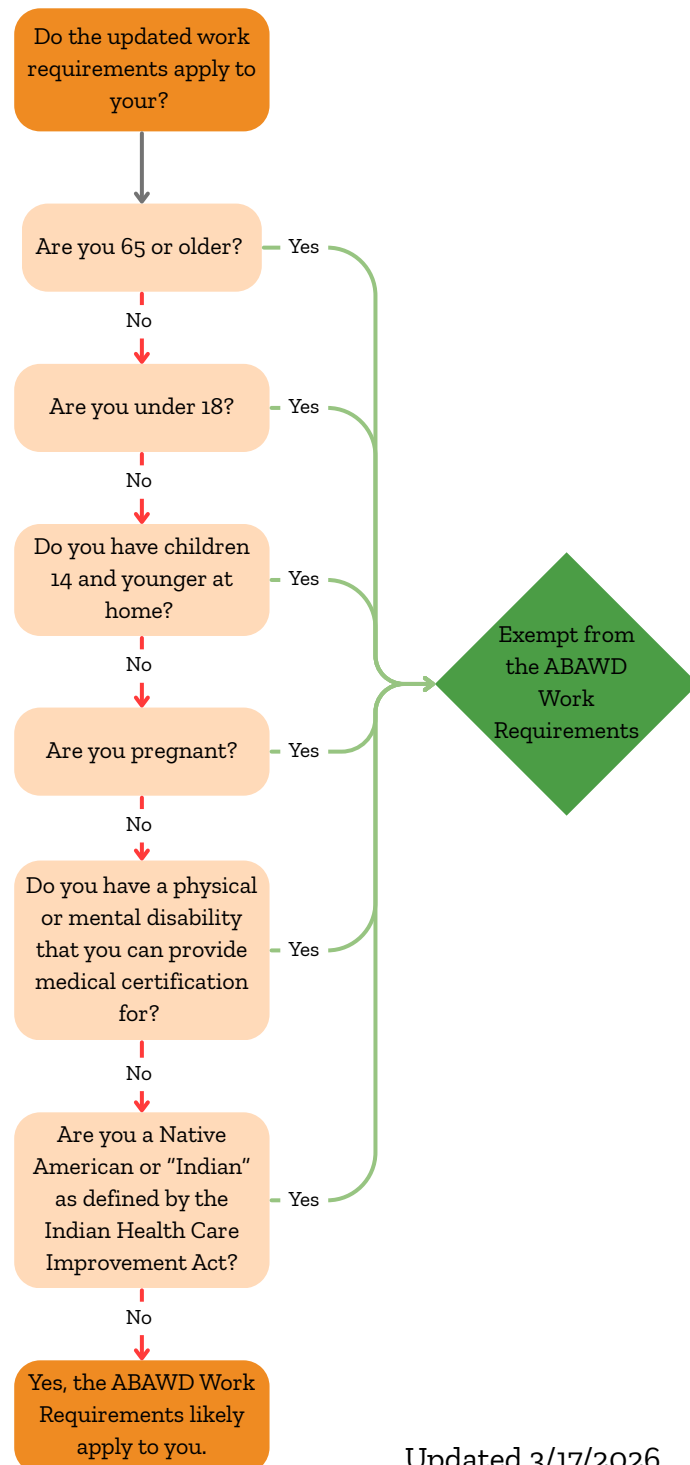 Do the updated work
requirements apply to
your?
Are you 65 or older?
Yes
No
Are you under 18?
Yes
No
Do you have children
14 and younger at
home?
Yes
No
Exempt from
the ABAWD
Work
Requirements
Are you pregnant?
Yes
No
Do you have a physical
or mental disability
that you can provide
medical certification
for?
Yes
No
Are you a Native
American or “Indian”
as defined by the
Indian Health Care
Improvement Act?
Yes
No
Yes, the ABAWD Work
Requirements likely
apply to you.
Updated 3/17/2026